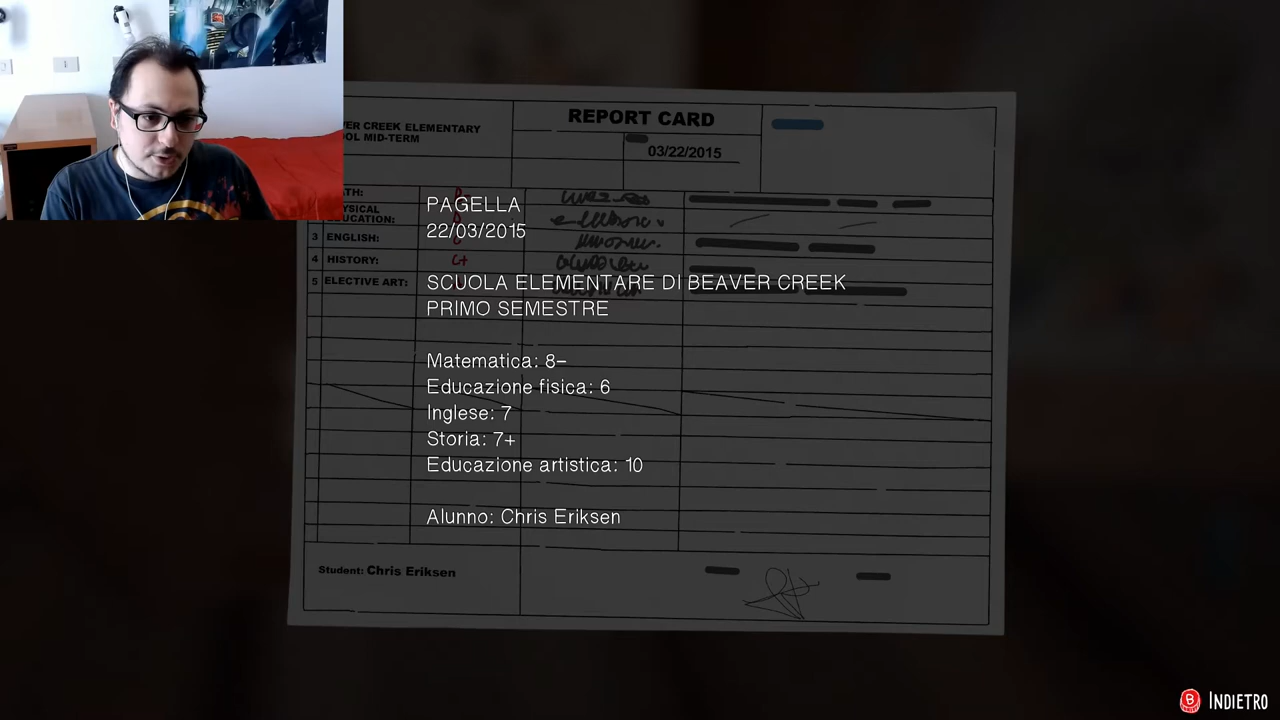 REPORT CARD
VER CREEK ELEMENTARY
OOL MID-TERM
03/22/2015
PAGELLA
22/03/2015
SCUOLA ELEMENTARE DI BEAVER CREEK
PRIMO SEMESTRE
Matematica: 8-
Educazione fisica: 6
Inglese: 7
Storia: 7+
Educazione artistica: 10
Alunno: Chris Eriksen
ATH:
YSICAL
UCATION:
3 ENGLISH:
4 HISTORY: C+
5 ELECTIVE ART:
Student: Chris Eriksen
B INDIETRO